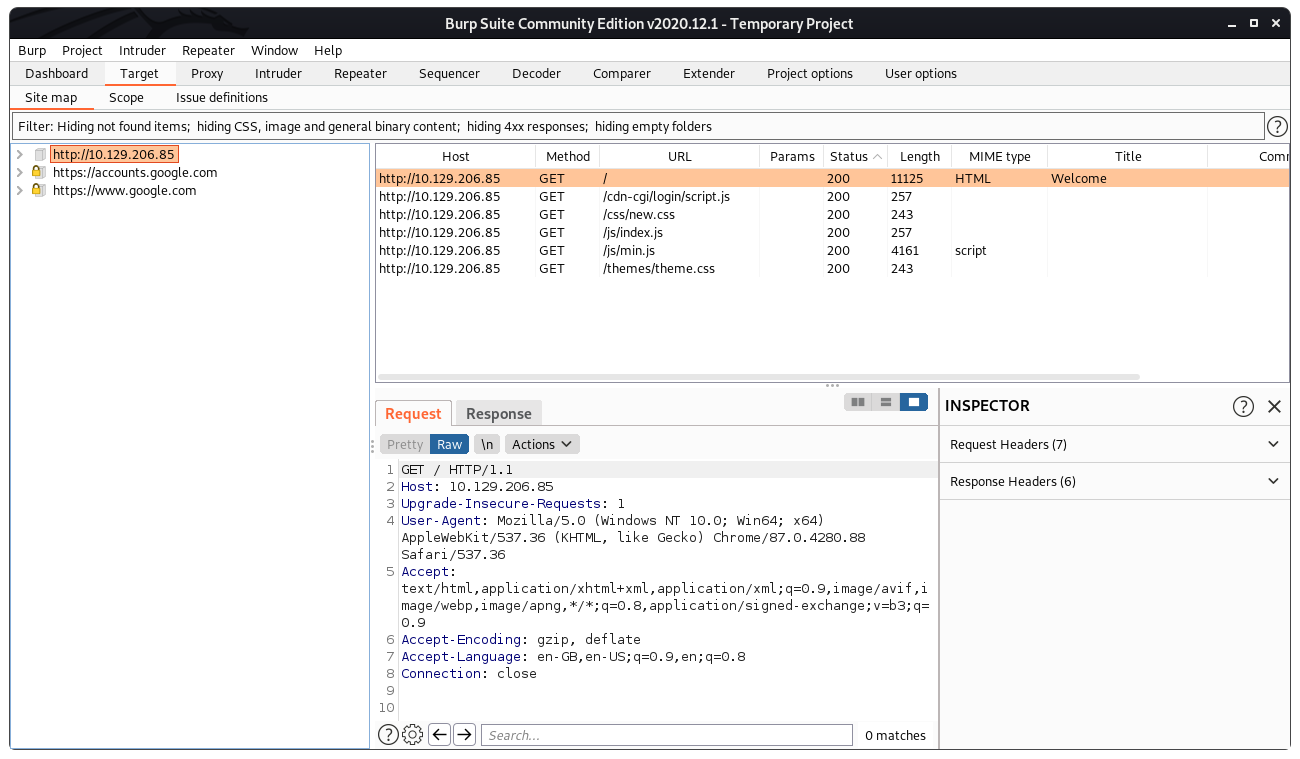 Burp Suite Community Edition v2020.12.1 - Temporary Project
Burp Project Intruder Repeater Window Help
Dashboard Target Proxy Intruder Repeater Sequencer Decoder Comparer Extender Project options User options
Site map Scope Issue definitions
Filter: Hiding not found items; hiding CSS, image and general binary content; hiding 4xx responses; hiding empty folders ?
http://10.129.206.85
https://accounts.google.com
https://www.google.com
Host Method URL Params Status Length MIME type Title Comm
http://10.129.206.85 GET / 200 11125 HTML Welcome
http://10.129.206.85 GET /cdn-cgi/login/script.js 200 257
http://10.129.206.85 GET /css/new.css 200 243
http://10.129.206.85 GET /js/index.js 200 257
http://10.129.206.85 GET /js/min.js 200 4161 script
http://10.129.206.85 GET /themes/theme.css 200 243
Request Response
Pretty Raw \n Actions
1 GET / HTTP/1.1
2 Host: 10.129.206.85
3 Upgrade-Insecure-Requests: 1
4 User-Agent: Mozilla/5.0 (Windows NT 10.0; Win64; x64)
AppleWebKit/537.36 (KHTML, like Gecko) Chrome/87.0.4280.88
Safari/537.36
5 Accept:
text/html,application/xhtml+xml,application/xml;q=0.9,image/avif,i
mage/webp,image/apng,*/*;q=0.8,application/signed-exchange;v=b3;q=
0.9
6 Accept-Encoding: gzip, deflate
7 Accept-Language: en-GB,en-US;q=0.9,en;q=0.8
8 Connection: close
9
10
? Search... 0 matches
INSPECTOR ?
Request Headers (7)
Response Headers (6)